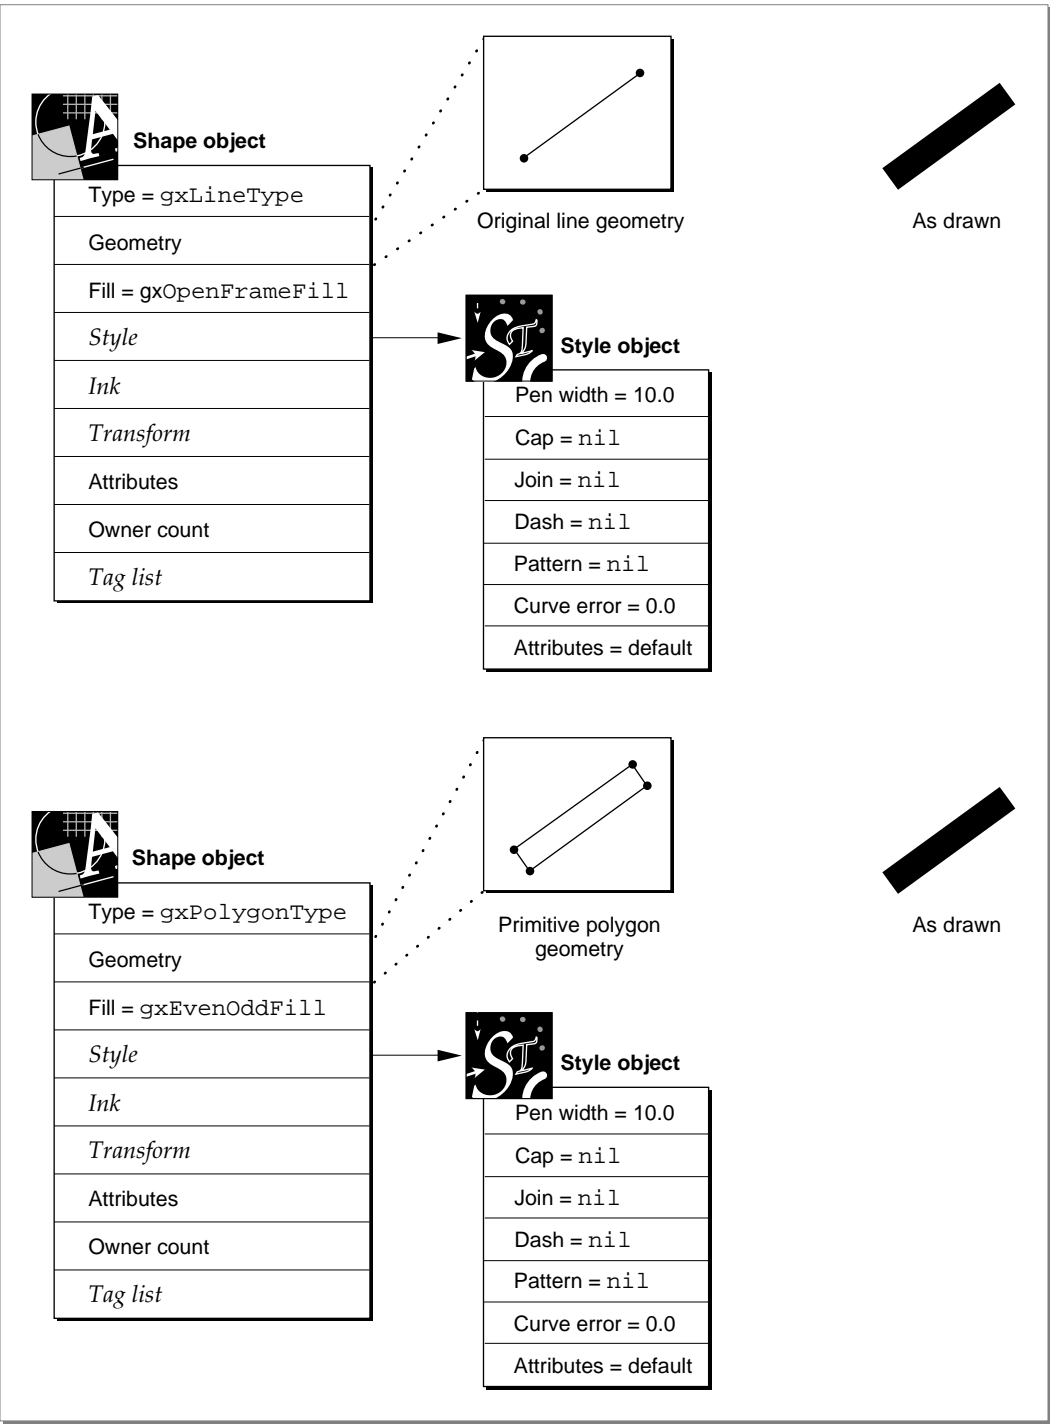 Shape object
Type = gxLineType
Geometry
Fill = gxOpenFrameFill
Style
Ink
Transform
Attributes
Owner count
Tag list
Original line geometry
As drawn
Style object
Pen width = 10.0
Cap = nil
Join = nil
Dash = nil
Pattern = nil
Curve error = 0.0
Attributes = default
Shape object
Type = gxPolygonType
Geometry
Fill = gxEvenOddFill
Style
Ink
Transform
Attributes
Owner count
Tag list
Primitive polygon
geometry
As drawn
Style object
Pen width = 10.0
Cap = nil
Join = nil
Dash = nil
Pattern = nil
Curve error = 0.0
Attributes = default